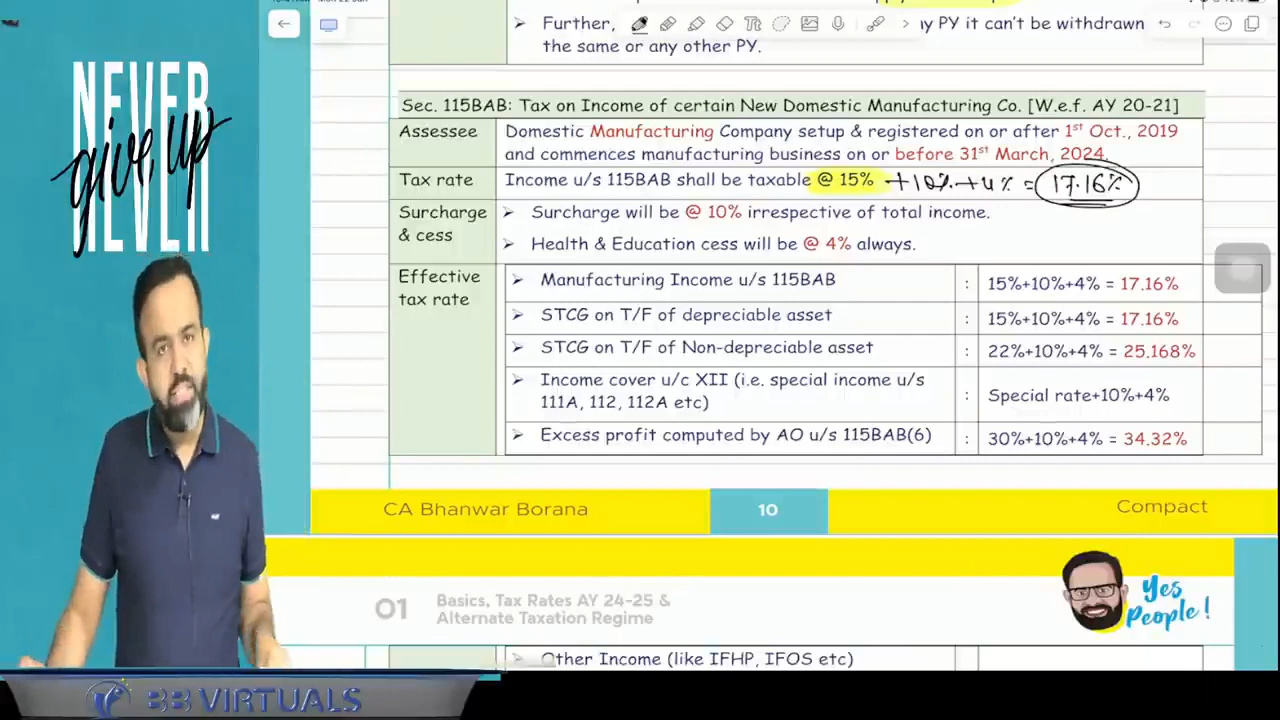 NEVER
give up
NEVER
Further,
ny PY it can't be withdrawn
the same or any other PY.
Sec. 115BAB: Tax on Income of certain New Domestic Manufacturing Co. [W.e.f. AY 20-21]
Assessee
Domestic Manufacturing Company setup & registered on or after 1st Oct., 2019
and commences manufacturing business on or before 31st March, 2024.
Tax rate
Income u/s 115BAB shall be taxable @ 15% +10%+4% = 17.16%
Surcharge
& cess
Surcharge will be @ 10% irrespective of total income.
Health & Education cess will be @ 4% always.
Effective
tax rate
Manufacturing Income u/s 115BAB : 15%+10%+4% = 17.16%
STCG on T/F of depreciable asset : 15%+10%+4% = 17.16%
STCG on T/F of Non-depreciable asset : 22%+10%+4% = 25.168%
Income cover u/c XII (i.e. special income u/s
111A, 112, 112A etc) : Special rate+10%+4%
Excess profit computed by AO u/s 115BAB(6) : 30%+10%+4% = 34.32%
CA Bhanwar Borana
10
Compact
01
Basics, Tax Rates AY 24-25 &
Alternate Taxation Regime
Yes
People!
Other Income (like IFHP, IFOS etc)
BB VIRTUALS